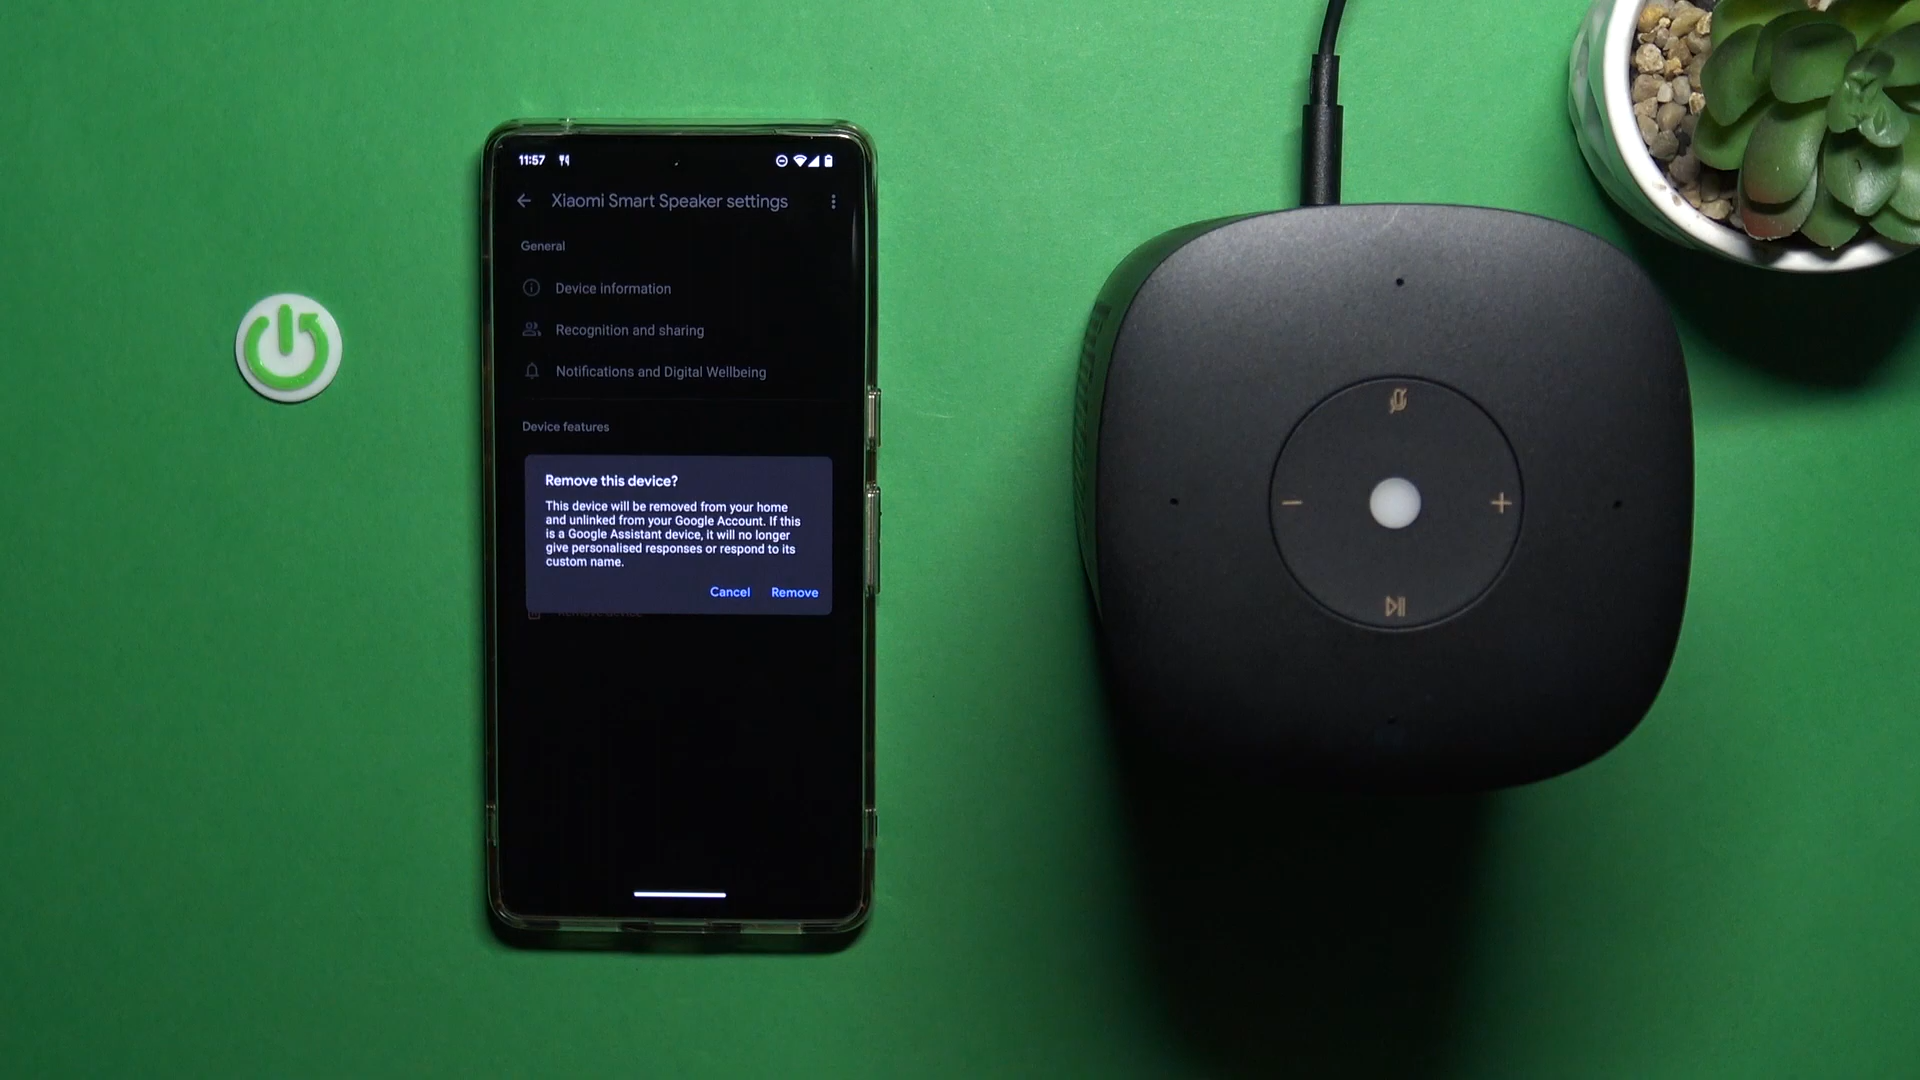 11:57
Xiaomi Smart Speaker settings
General
Device information
Recognition and sharing
Notifications and Digital Wellbeing
Device features
Remove this device?
This device will be removed from your home
and unlinked from your Google Account. If this
is a Google Assistant device, it will no longer
give personalised responses or respond to its
custom name.
Cancel Remove